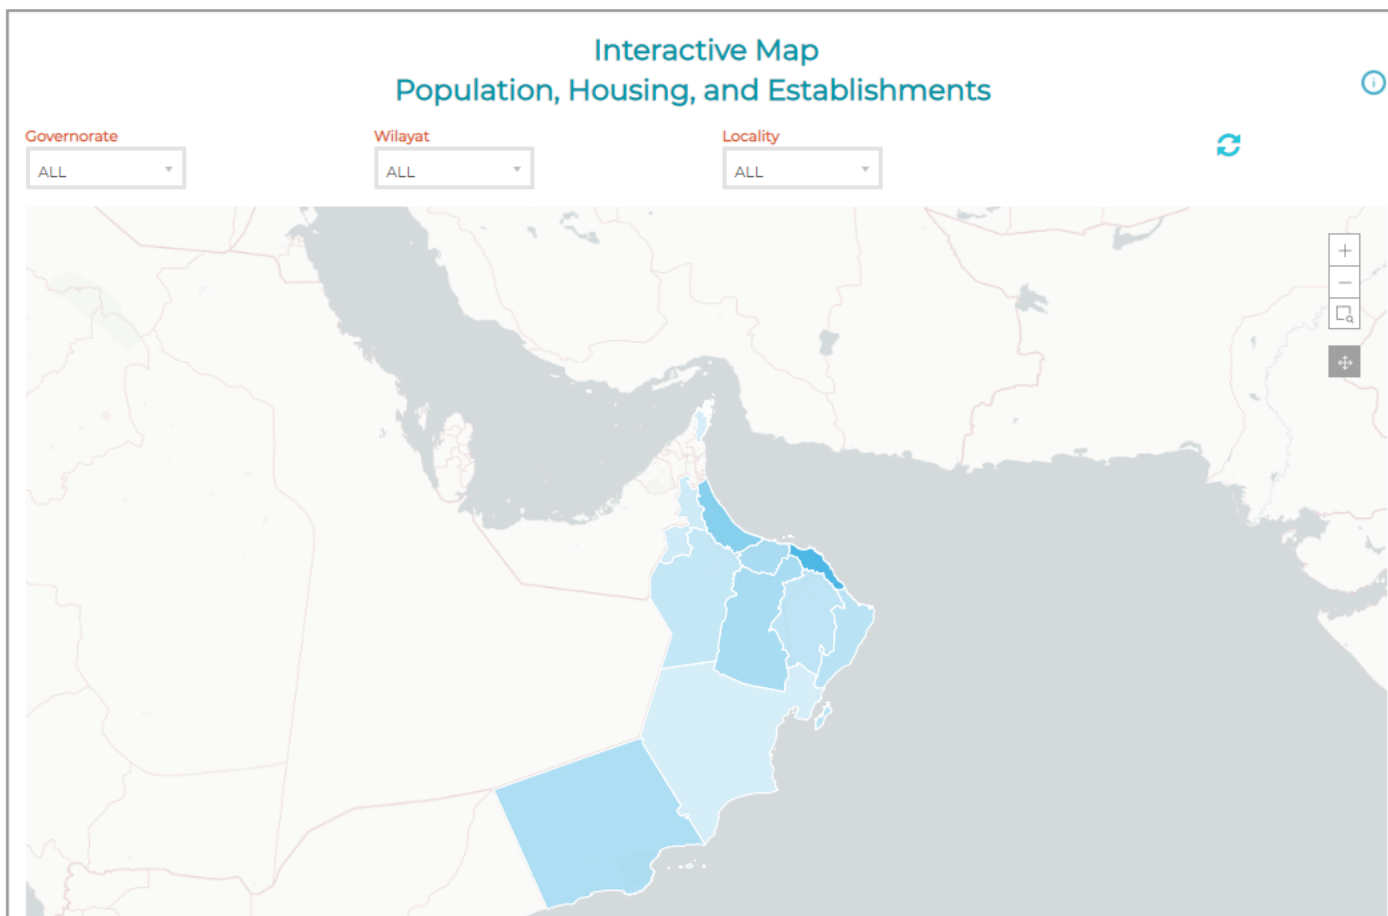 Interactive Map
Population, Housing, and Establishments
Governorate
Wilayat
Locality
ALL
ALL
ALL